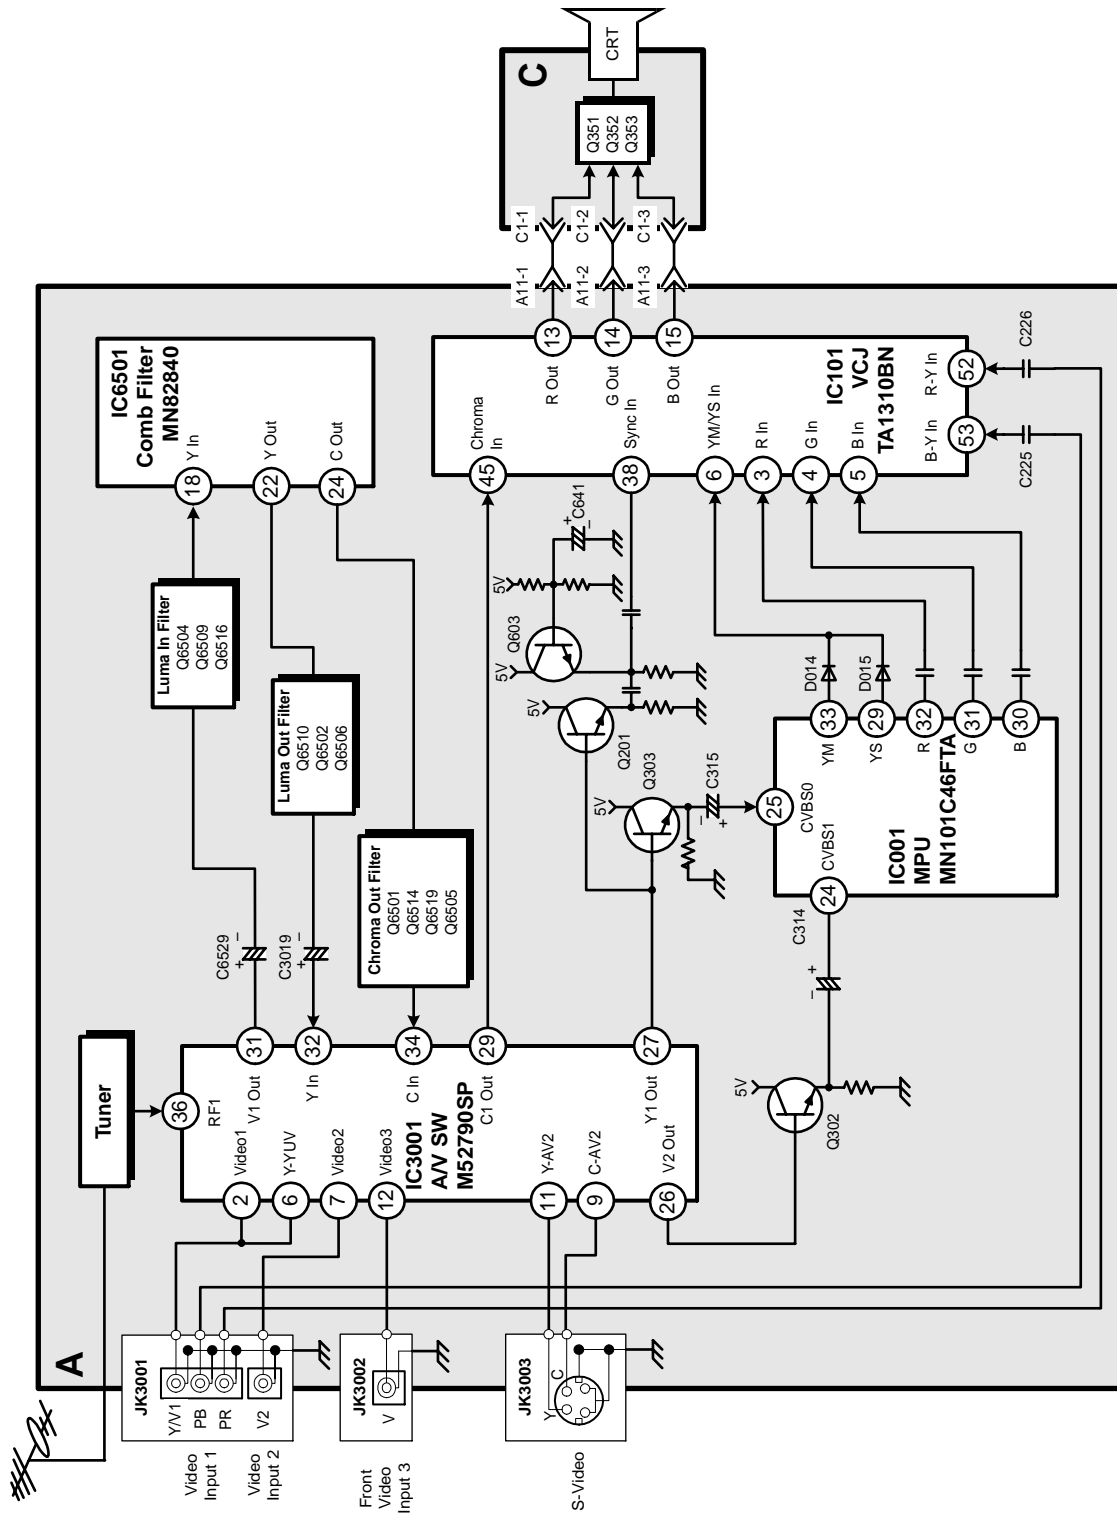 A
Tuner
JK3001
Y/V1
PB
PR
V2
Video
Input 1
Video
Input 2
JK3002
V
Front
Video
Input 3
JK3003
Y
C
S-Video
36
RF1
2
Video1
6
Y-YUV
7
Video2
12
Video3
11
Y-AV2
9
C-AV2
26
V2 Out
IC3001
A/V SW
M52790SP
31
V1 Out
32
Y In
34
C In
29
C1 Out
27
Y1 Out
C6529
+
–
C3019
+
–
Luma In Filter
Q6504
Q6509
Q6516
Luma Out Filter
Q6510
Q6502
Q6506
Chroma Out Filter
Q6501
Q6514
Q6519
Q6505
IC6501
Comb Filter
MN82840
18
Y In
22
Y Out
24
C Out
5V
Q302
–
+
C314
5V
Q303
–
+
C315
5V
Q201
5V
Q603
5V
+
–
C641
24
CVBS1
25
CVBS0
IC001
MPU
MN101C46FTA
33
YM
29
YS
32
R
31
G
30
B
D014
D015
45
Chroma
In
38
Sync In
6
YM/YS In
3
R In
4
G In
5
B In
IC101
VCJ
TA1310BN
53
B-Y In
52
R-Y In
C225
C226
13
R Out
14
G Out
15
B Out
A11-1
A11-2
A11-3
C1-1
C1-2
C1-3
C
Q351
Q352
Q353
CRT